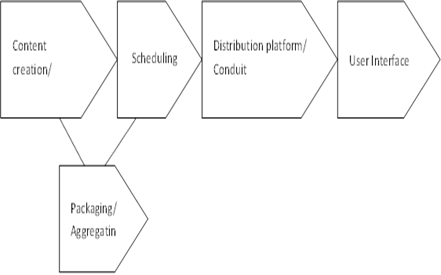 Content
creation/
Scheduling
Distribution platform/
Conduit
User Interface
Packaging/
Aggregatin